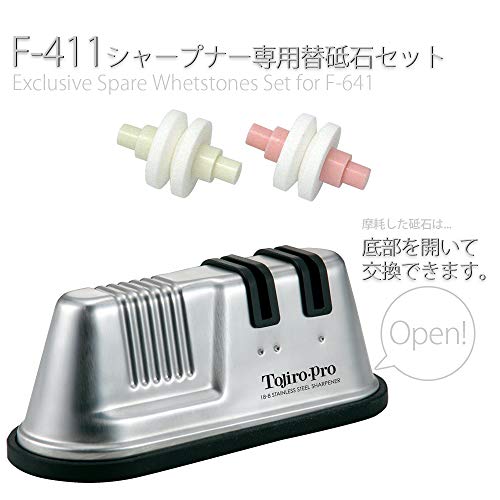 F-411シャープナー専用替砥石セット
Exclusive Spare Whetstones Set for F-641
摩耗した砥石は...
底部を開いて
交換できます。
Open!
Tojiro-Pro
18-8 STAINLESS STEEL SHARPENER